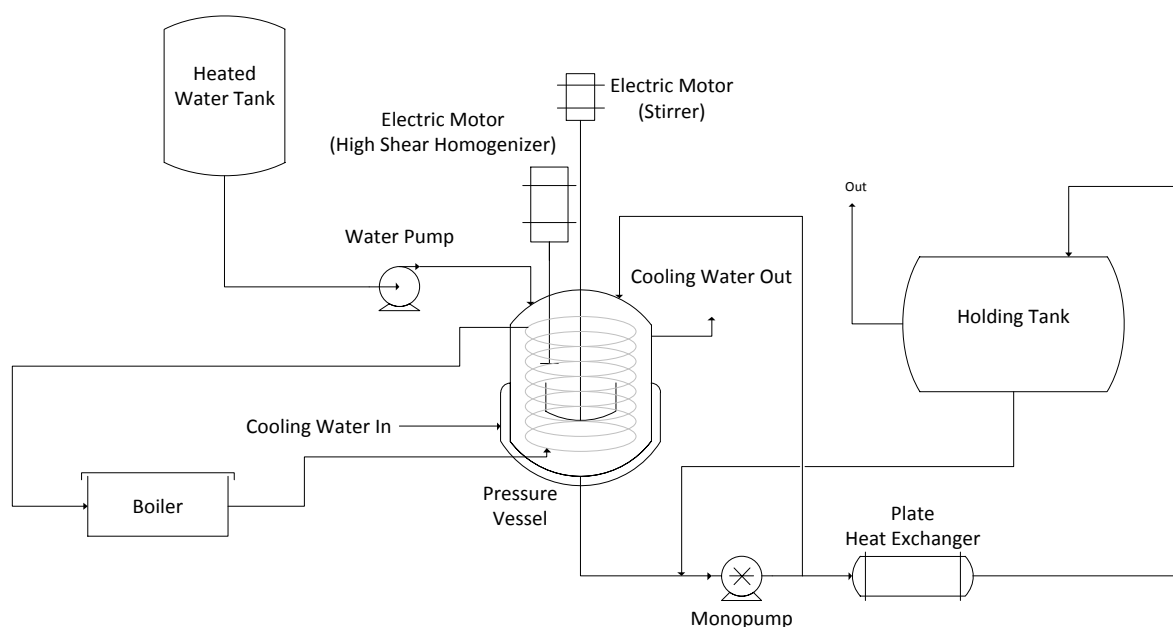 Heated
Water Tank
Electric Motor
(Stirrer)
Electric Motor
(High Shear Homogenizer)
Out
Water Pump
Cooling Water Out
Holding Tank
Cooling Water In
Boiler
Pressure
Vessel
Plate
Heat Exchanger
Monopump